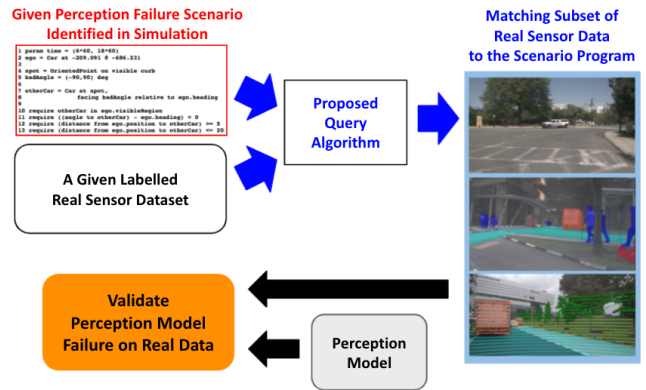 Given Perception Failure Scenario
Identified in Simulation
1 param time = (6*60, 18*60)
2 ego = Car at -209.091 @ -686.231
3
4 spot = OrientedPoint on visible curb
5 badAngle = (-90,90) deg
6
7 otherCar = Car at spot,
8 facing badAngle relative to ego.heading
9
10 require otherCar in ego.visibleRegion
11 require ((angle to otherCar) - ego.heading) < 0
12 require (distance from ego.position to otherCar) >= 5
13 require (distance from ego.position to otherCar) <= 20
A Given Labelled
Real Sensor Dataset
Proposed
Query
Algorithm
Matching Subset of
Real Sensor Data
to the Scenario Program
Validate
Perception Model
Failure on Real Data
Perception
Model